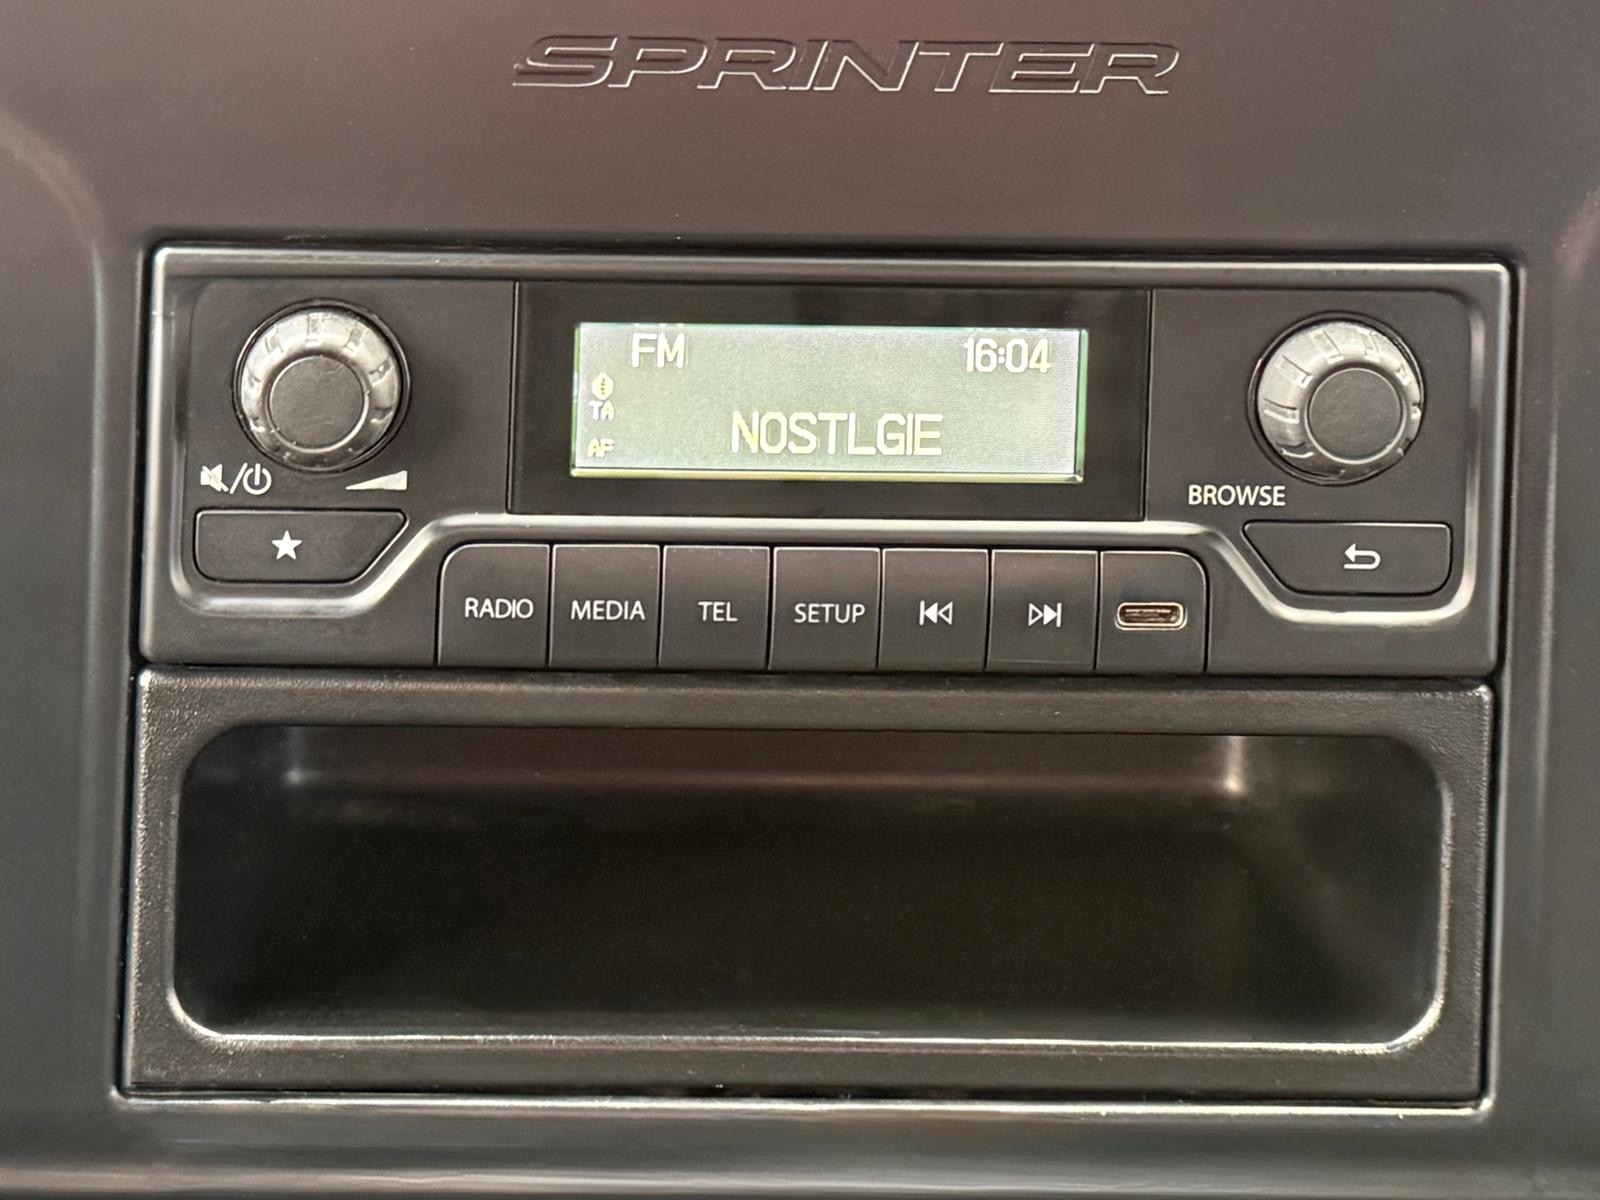 SPRINTER
FM 16:04
TA
AF
NOSTLGIE
BROWSE
RADIO MEDIA TEL SETUP